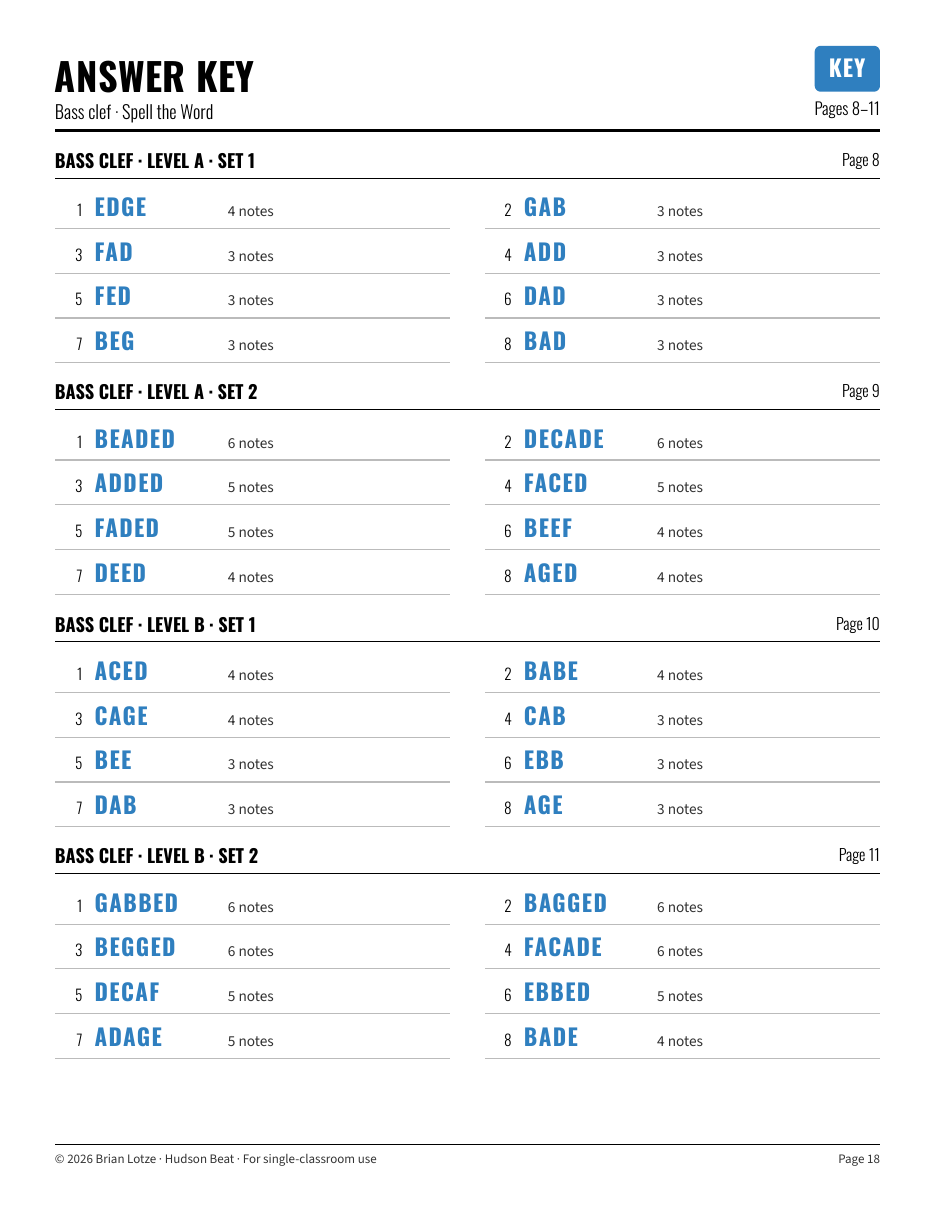 ANSWER KEY
KEY
Bass clef · Spell the Word
Pages 8–11
BASS CLEF · LEVEL A · SET 1 Page 8
1 EDGE 4 notes 2 GAB 3 notes
3 FAD 3 notes 4 ADD 3 notes
5 FED 3 notes 6 DAD 3 notes
7 BEG 3 notes 8 BAD 3 notes
BASS CLEF · LEVEL A · SET 2 Page 9
1 BEADED 6 notes 2 DECADE 6 notes
3 ADDED 5 notes 4 FACED 5 notes
5 FADED 5 notes 6 BEEF 4 notes
7 DEED 4 notes 8 AGED 4 notes
BASS CLEF · LEVEL B · SET 1 Page 10
1 ACED 4 notes 2 BABE 4 notes
3 CAGE 4 notes 4 CAB 3 notes
5 BEE 3 notes 6 EBB 3 notes
7 DAB 3 notes 8 AGE 3 notes
BASS CLEF · LEVEL B · SET 2 Page 11
1 GABBED 6 notes 2 BAGGED 6 notes
3 BEGGED 6 notes 4 FACADE 6 notes
5 DECAF 5 notes 6 EBBED 5 notes
7 ADAGE 5 notes 8 BADE 4 notes
© 2026 Brian Lotze · Hudson Beat · For single-classroom use Page 18